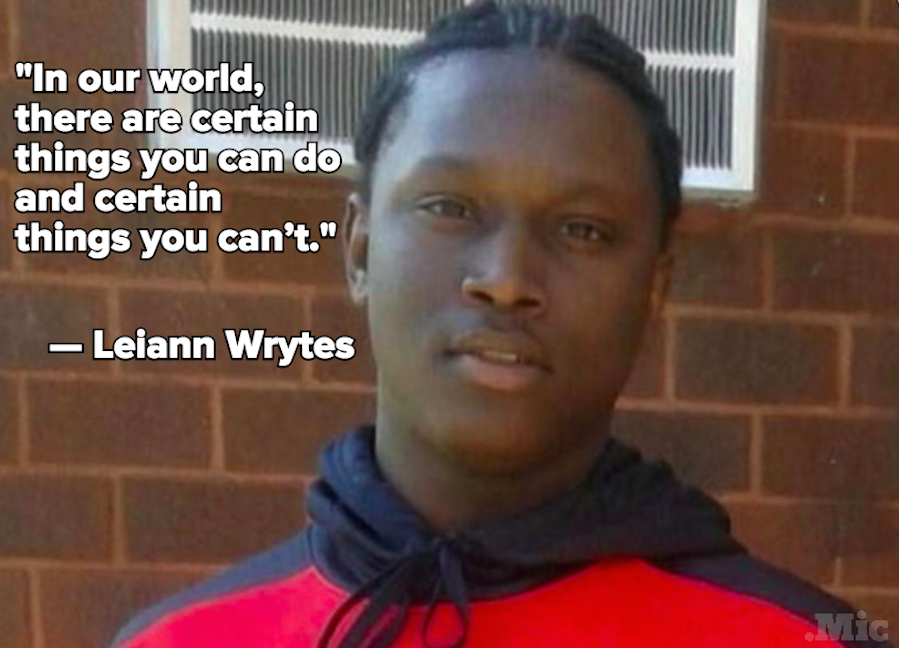 "In our world,
there are certain
things you can do
and certain
things you can’t."
— Leiann Wrytes
.Mic